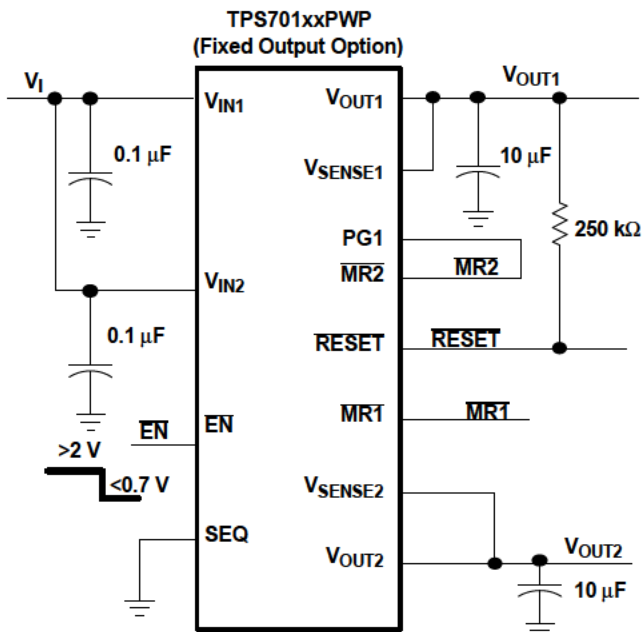 TPS701xxPWP
(Fixed Output Option)
VI
VIN1
0.1 µF
VIN2
0.1 µF
EN
EN
>2 V
<0.7 V
SEQ
VOUT1
VOUT1
VSENSE1
10 µF
250 kΩ
PG1
MR2
MR2
RESET
RESET
MR1
MR1
VSENSE2
VOUT2
VOUT2
10 µF